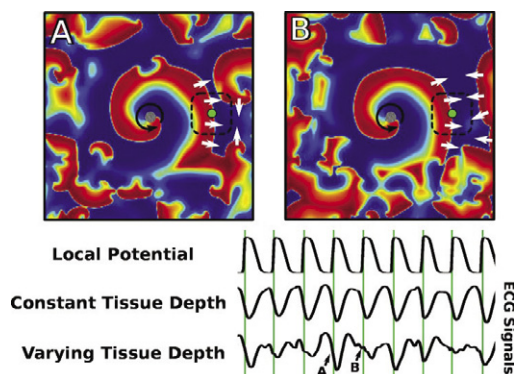 A B
Local Potential
Constant Tissue Depth
Varying Tissue Depth
A B
ECG Signals